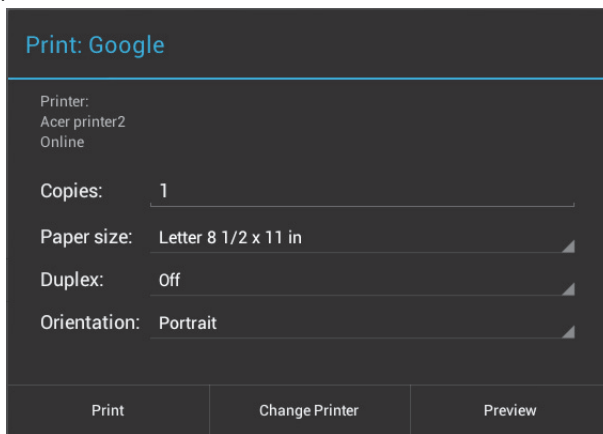 Print: Google
Printer:
Acer printer2
Online
Copies: 1
Paper size: Letter 8 1/2 x 11 in
Duplex: Off
Orientation: Portrait
Print Change Printer Preview